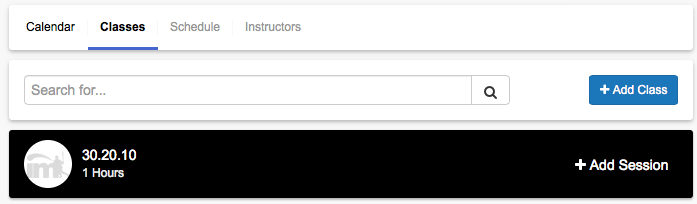 Calendar Classes Schedule Instructors
Search for...
Add Class
30.20.10
1 Hours
Add Session